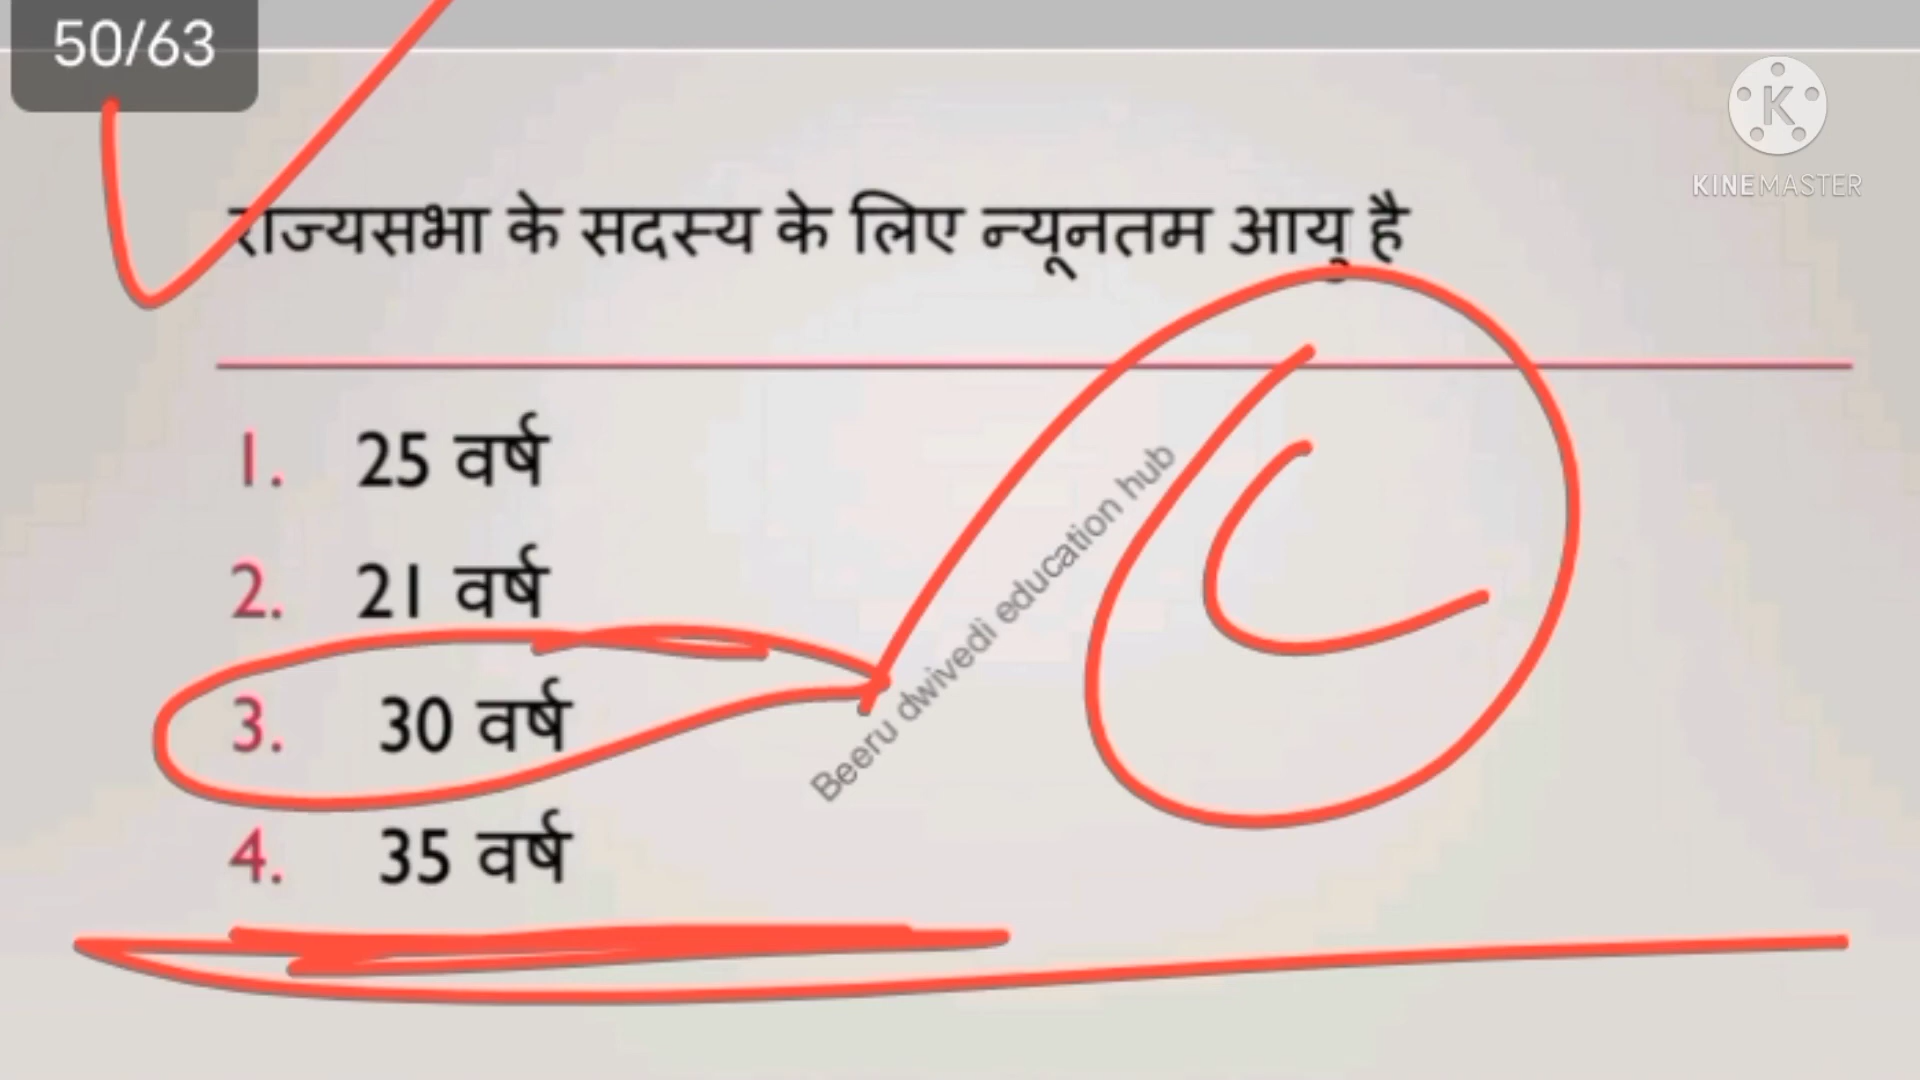 50/63
K
KINEMASTER
राज्यसभा के सदस्य के लिए न्यूनतम आयु है
1. 25 वर्ष
2. 21 वर्ष
3. 30 वर्ष
4. 35 वर्ष
Beeru dwivedi education hub